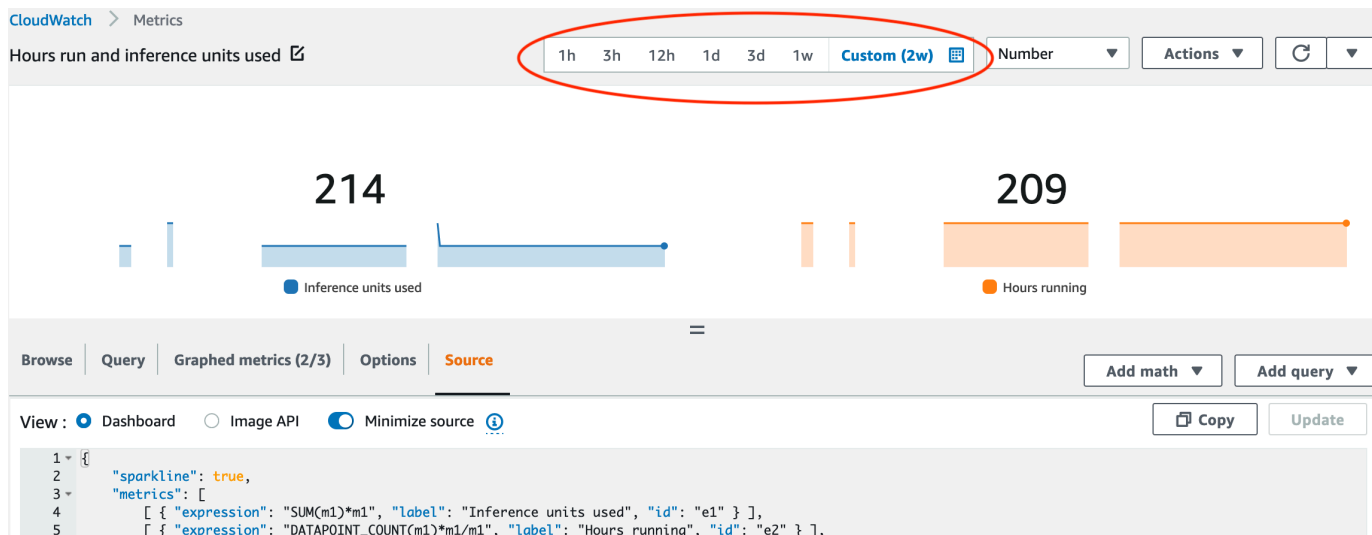 CloudWatch > Metrics
Hours run and inference units used
1h 3h 12h 1d 3d 1w Custom (2w) Number Actions
214 209
Inference units used Hours running
Browse Query Graphed metrics (2/3) Options Source
Add math Add query
View : Dashboard Image API Minimize source Copy Update
1 {
2 "sparkline": true,
3 "metrics": [
4 [ { "expression": "SUM(m1)*m1", "label": "Inference units used", "id": "e1" } ],
5 [ { "expression": "DATAPOINT_COUNT(m1)*m1/m1", "label": "Hours running", "id": "e2" } ],